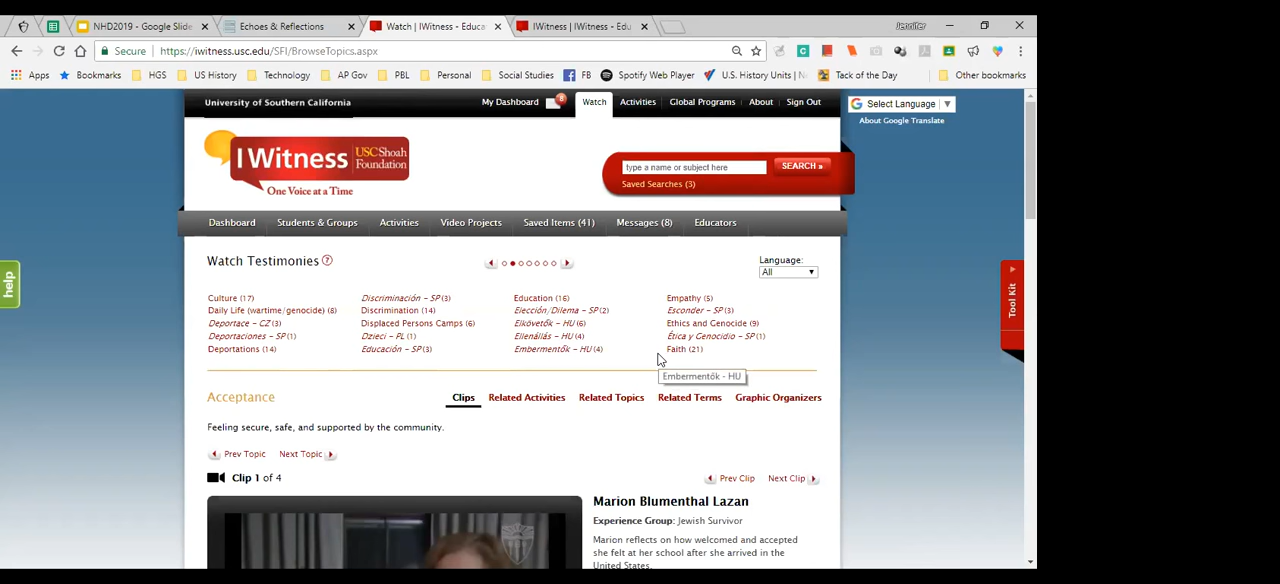 Jennifer
NHD2019 - Google Slide
Echoes & Reflections
Watch | IWitness - Educa
IWitness | IWitness - Edu
Secure
https://iwitness.usc.edu/SFI/BrowseTopics.aspx
Apps Bookmarks HGS US History Technology AP Gov PBL Personal Social Studies FB Spotify Web Player U.S. History Units | N Tack of the Day Other bookmarks
University of Southern California
My Dashboard 8 Watch Activities Global Programs About Sign Out
Select Language
About Google Translate
IWitness
USC Shoah
Foundation
One Voice at a Time
type a name or subject here SEARCH »
Saved Searches (3)
Dashboard Students & Groups Activities Video Projects Saved Items (41) Messages (8) Educators
help
Tool Kit
Watch Testimonies ?
Language:
All
Culture (17) Discriminación - SP (3) Education (16) Empathy (5)
Daily Life (wartime/genocide) (8) Discrimination (14) Elección/Dilema - SP (2) Esconder - SP (3)
Deportace - CZ (3) Displaced Persons Camps (6) Elkövetők - HU (6) Ethics and Genocide (9)
Deportaciones - SP (1) Dzieci - PL (1) Ellenállás - HU (4) Ética y Genocidio - SP (1)
Deportations (14) Educación - SP (3) Embermentők - HU (4) Faith (21)
Embermentők - HU
Acceptance Clips Related Activities Related Topics Related Terms Graphic Organizers
Feeling secure, safe, and supported by the community.
Prev Topic Next Topic
Clip 1 of 4 Prev Clip Next Clip
Marion Blumenthal Lazan
Experience Group: Jewish Survivor
Marion reflects on how welcomed and accepted
she felt at her school after she arrived in the
United States.